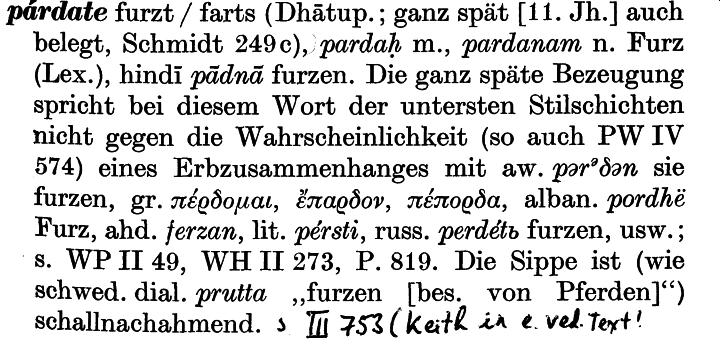 párdate furzt / farts (Dhātup.; ganz spät [11. Jh.] auch
belegt, Schmidt 249c), pardaḥ m., pardanam n. Furz
(Lex.), hindī pādnā furzen. Die ganz späte Bezeugung
spricht bei diesem Wort der untersten Stilschichten
nicht gegen die Wahrscheinlichkeit (so auch PW IV
574) eines Erbzusammenhanges mit aw. pərᵊδən sie
furzen, gr. πέρδομαι, ἔπαρδον, πέπορδα, alban. pordhë
Furz, ahd. ferzan, lit. pérsti, russ. perdétь furzen, usw.;
s. WP II 49, WH II 273, P. 819. Die Sippe ist (wie
schwed. dial. prutta „furzen [bes. von Pferden]“)
schallnachahmend. s III 753 (Keith in e. ved. Text!